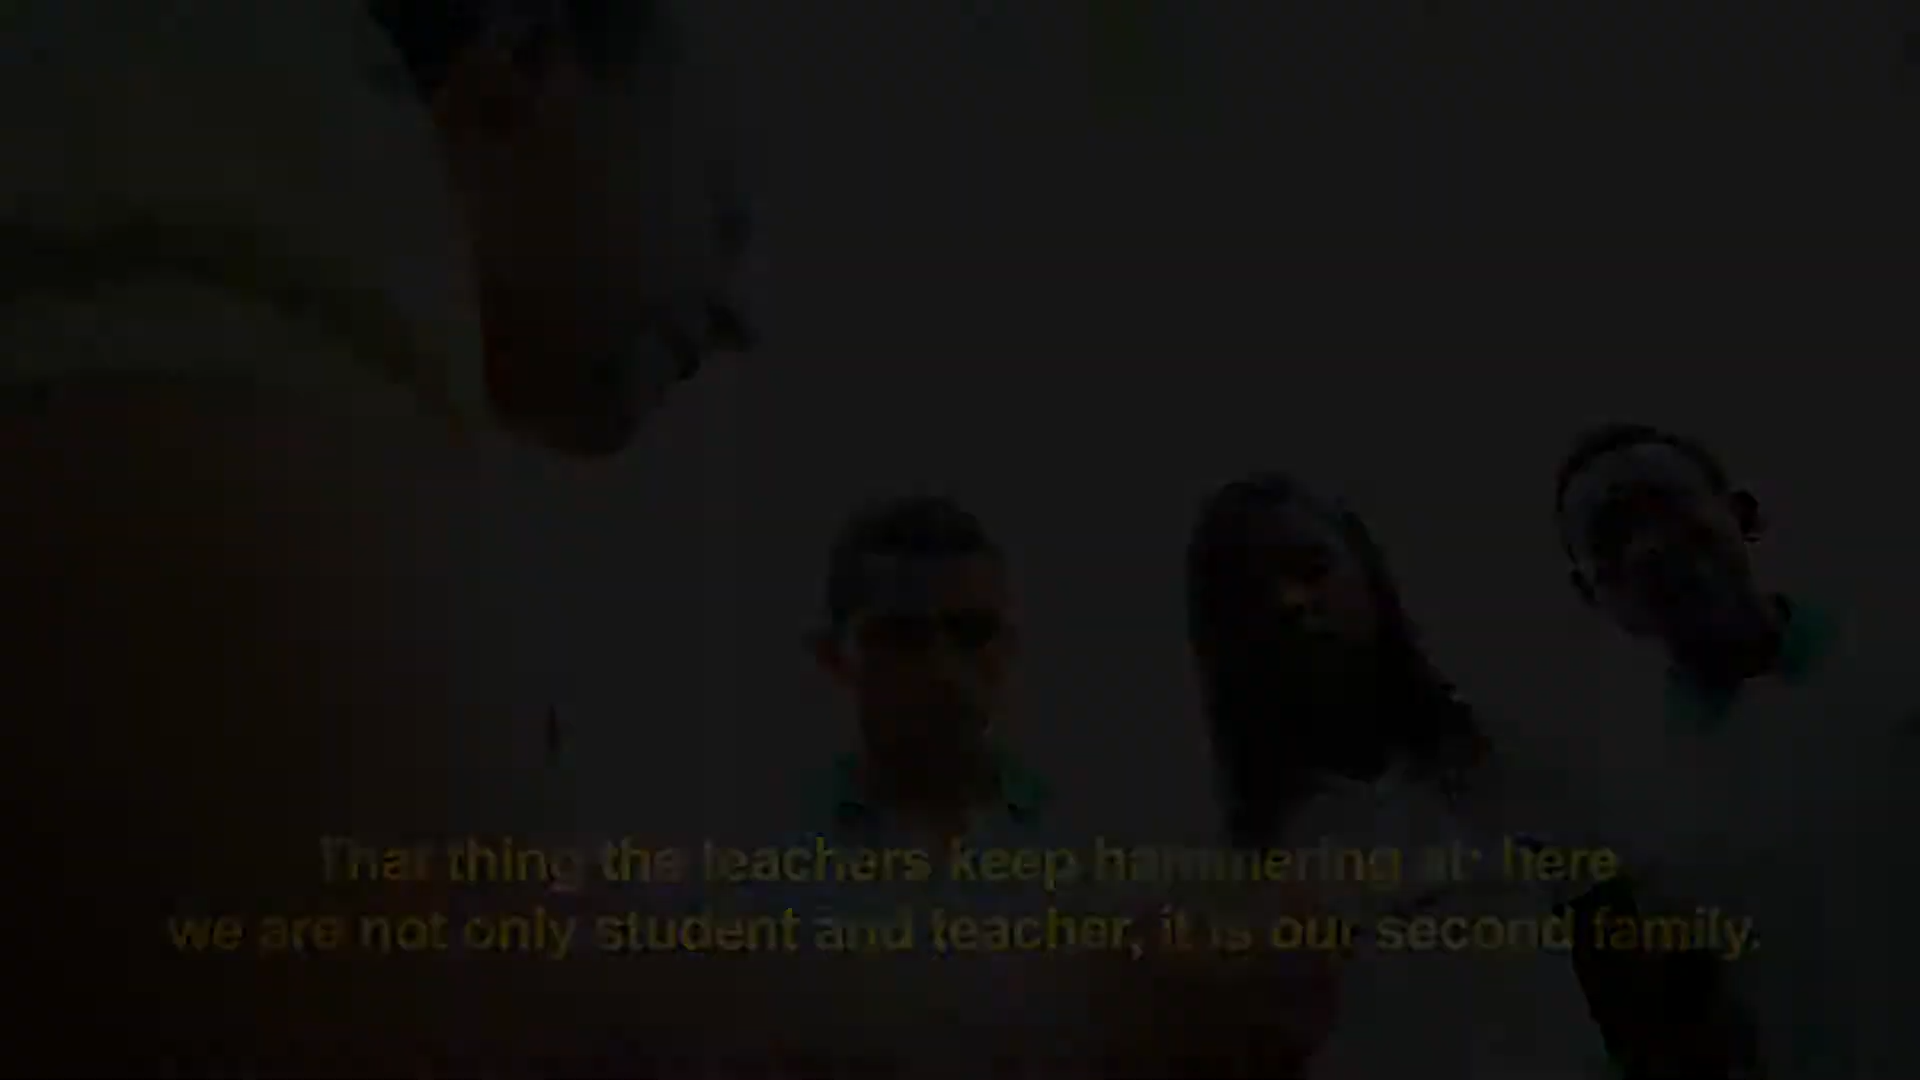 That thing the teachers keep hammering at: here
we are not only student and teacher, it is our second family.